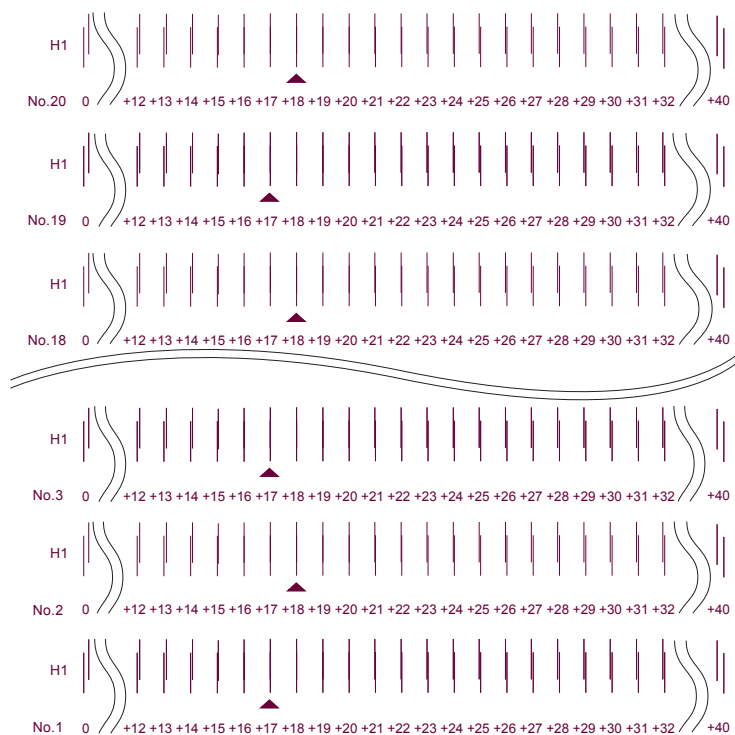 H1
No.20 0 +12 +13 +14 +15 +16 +17 +18 +19 +20 +21 +22 +23 +24 +25 +26 +27 +28 +29 +30 +31 +32 +40
H1
No.19 0 +12 +13 +14 +15 +16 +17 +18 +19 +20 +21 +22 +23 +24 +25 +26 +27 +28 +29 +30 +31 +32 +40
H1
No.18 0 +12 +13 +14 +15 +16 +17 +18 +19 +20 +21 +22 +23 +24 +25 +26 +27 +28 +29 +30 +31 +32 +40
H1
No.3 0 +12 +13 +14 +15 +16 +17 +18 +19 +20 +21 +22 +23 +24 +25 +26 +27 +28 +29 +30 +31 +32 +40
H1
No.2 0 +12 +13 +14 +15 +16 +17 +18 +19 +20 +21 +22 +23 +24 +25 +26 +27 +28 +29 +30 +31 +32 +40
H1
No.1 0 +12 +13 +14 +15 +16 +17 +18 +19 +20 +21 +22 +23 +24 +25 +26 +27 +28 +29 +30 +31 +32 +40